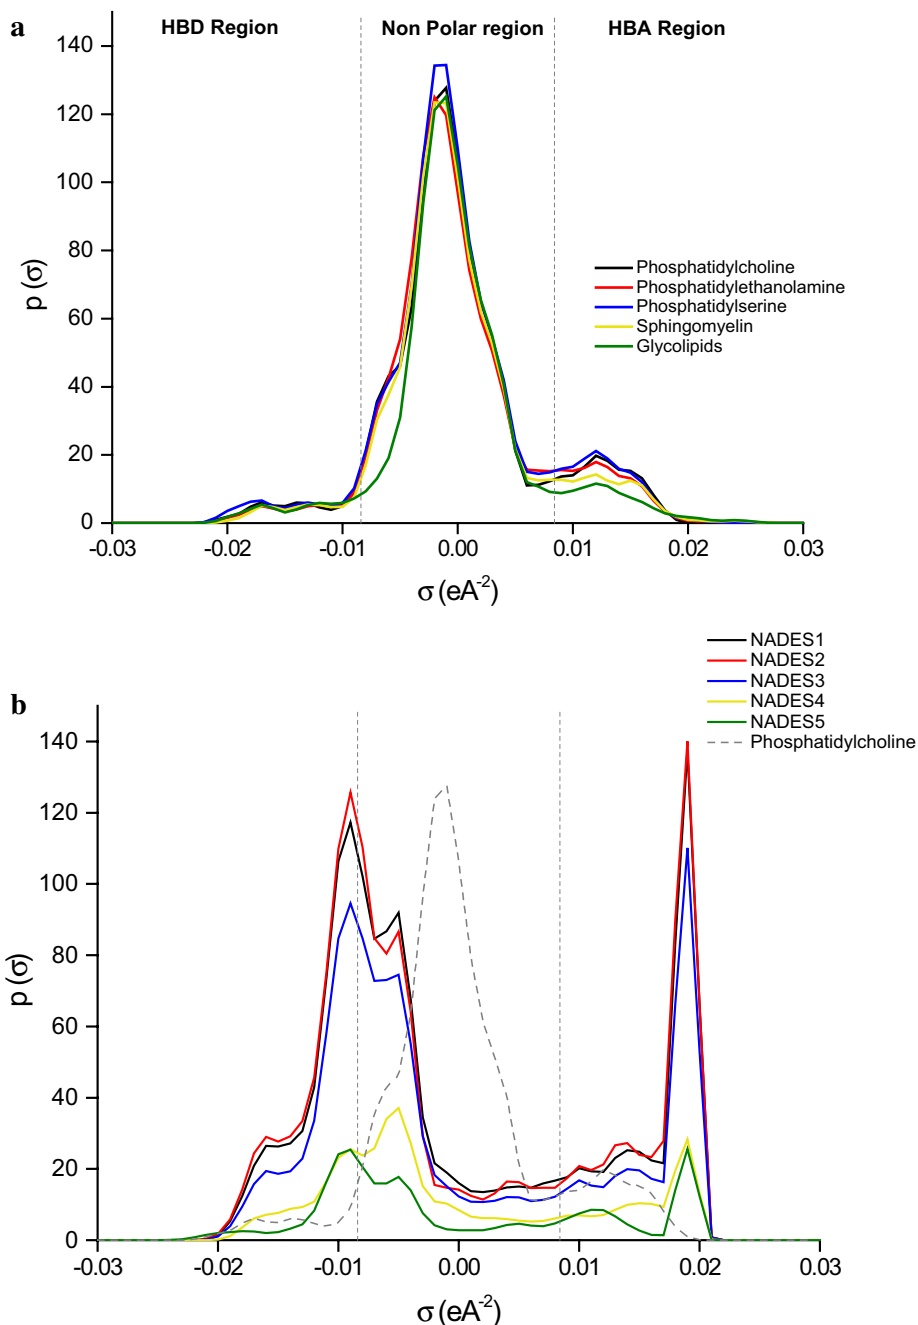 a
HBD Region
Non Polar region
HBA Region
140
120
100
80
60
40
20
0
p (σ)
Phosphatidylcholine
Phosphatidylethanolamine
Phosphatidylserine
Sphingomyelin
Glycolipids
-0.03
-0.02
-0.01
0.00
0.01
0.02
0.03
σ (eA-2)
NADES1
NADES2
NADES3
NADES4
NADES5
Phosphatidylcholine
b
140
120
100
80
60
40
20
0
p (σ)
-0.03
-0.02
-0.01
0.00
0.01
0.02
0.03
σ (eA-2)